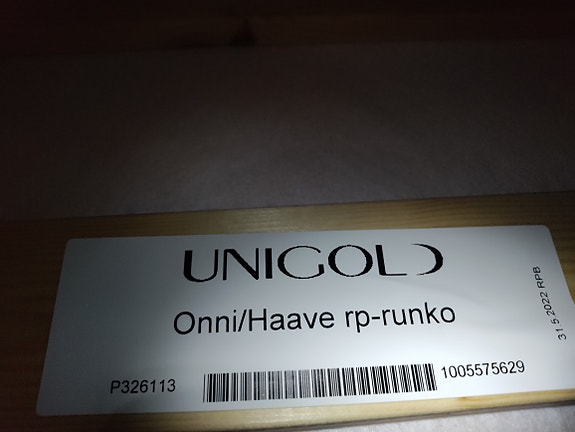 UNIGOLD
Onni/Haave rp-runko
P326113
1005575629
31.5.2022 RPB